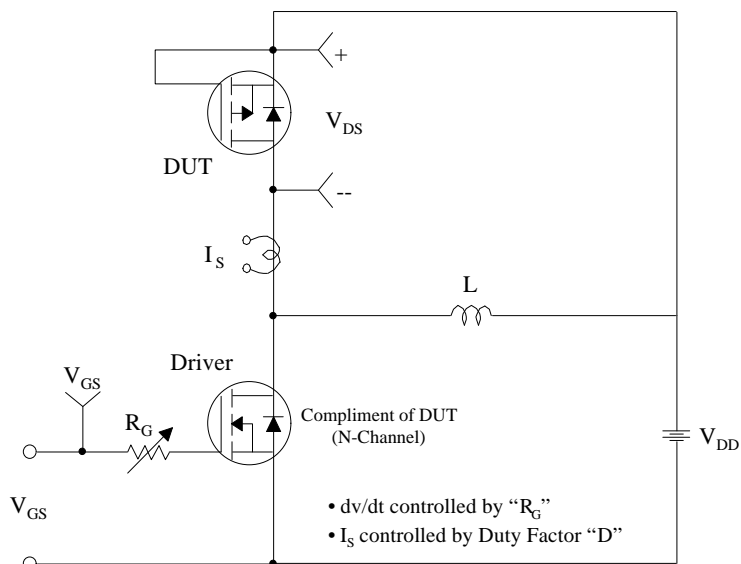 +
V_DS
DUT
--
I_S
L
Driver
V_GS
R_G
Compliment of DUT
(N-Channel)
V_DD
V_GS
• dv/dt controlled by “R_G”
• I_S controlled by Duty Factor “D”